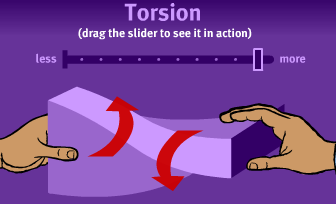 Torsion
(drag the slider to see it in action)
less more